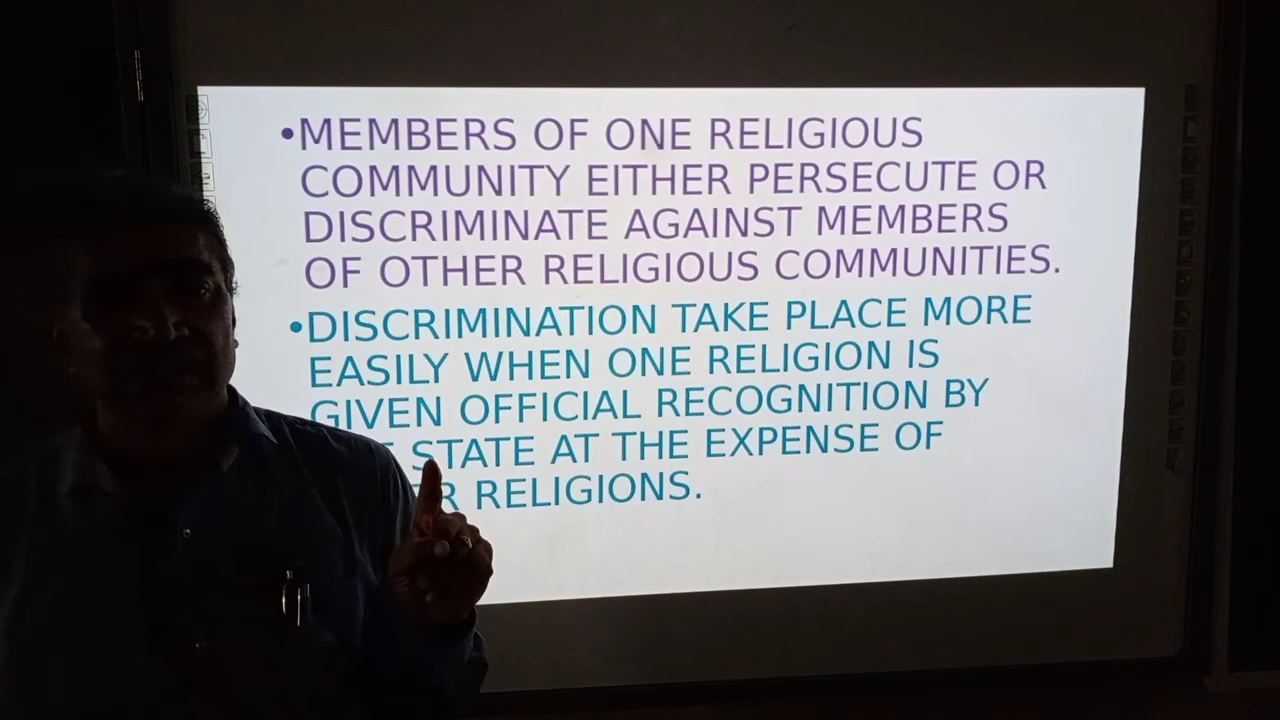 •MEMBERS OF ONE RELIGIOUS
COMMUNITY EITHER PERSECUTE OR
DISCRIMINATE AGAINST MEMBERS
OF OTHER RELIGIOUS COMMUNITIES.
•DISCRIMINATION TAKE PLACE MORE
EASILY WHEN ONE RELIGION IS
GIVEN OFFICIAL RECOGNITION BY
STATE AT THE EXPENSE OF
RELIGIONS.